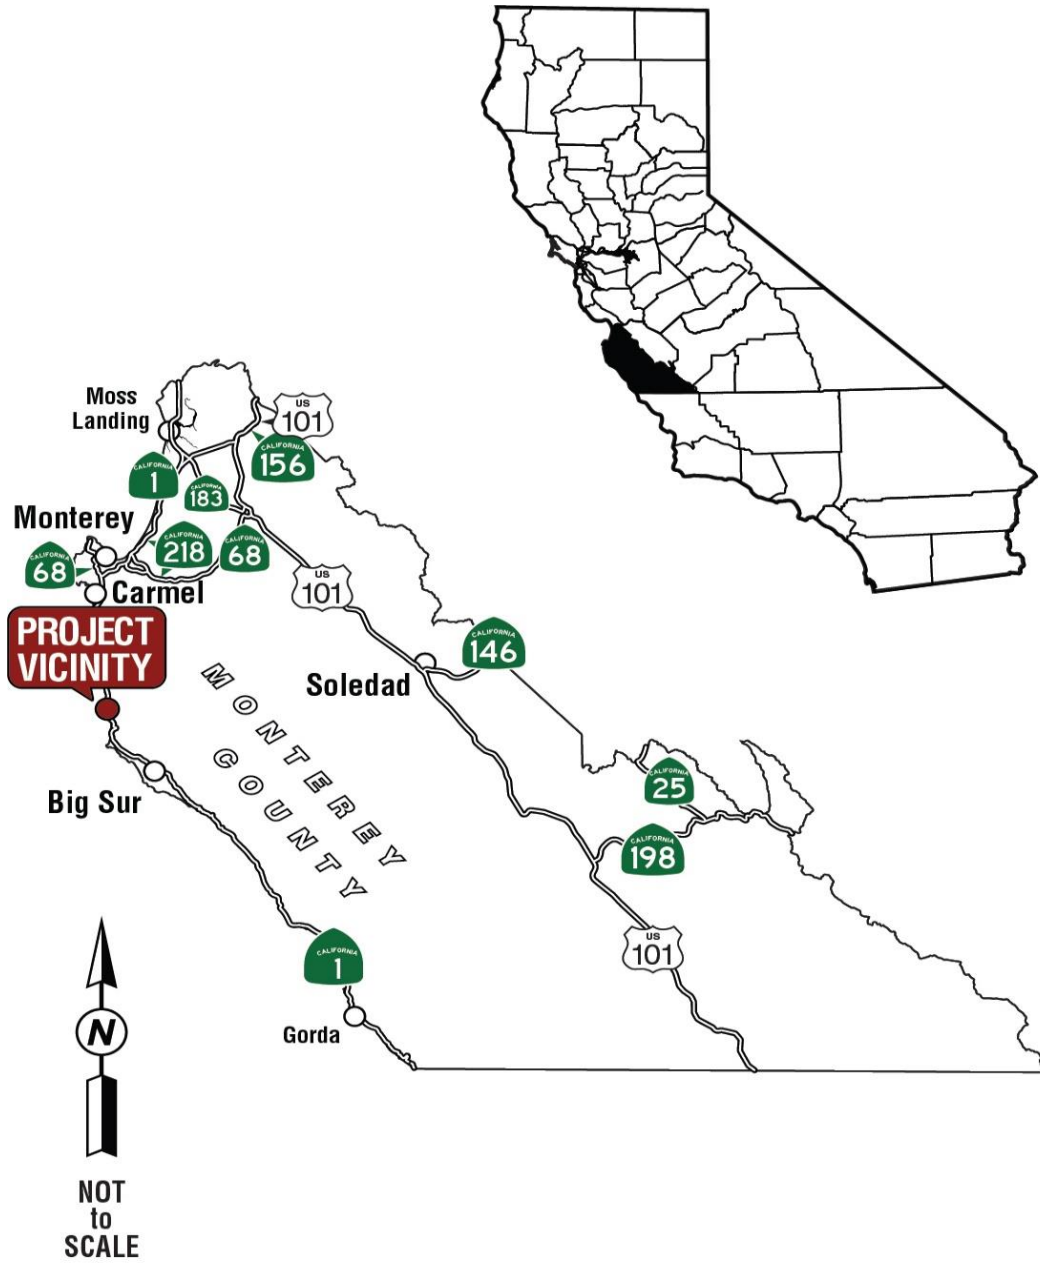 Moss
Landing
US
101
CALIFORNIA
156
CALIFORNIA
1
CALIFORNIA
183
Monterey
CALIFORNIA
218
CALIFORNIA
68
CALIFORNIA
68
Carmel
US
101
PROJECT
VICINITY
CALIFORNIA
146
Soledad
MONTEREY
COUNTY
Big Sur
CALIFORNIA
25
CALIFORNIA
198
US
101
CALIFORNIA
1
Gorda
N
NOT
to
SCALE